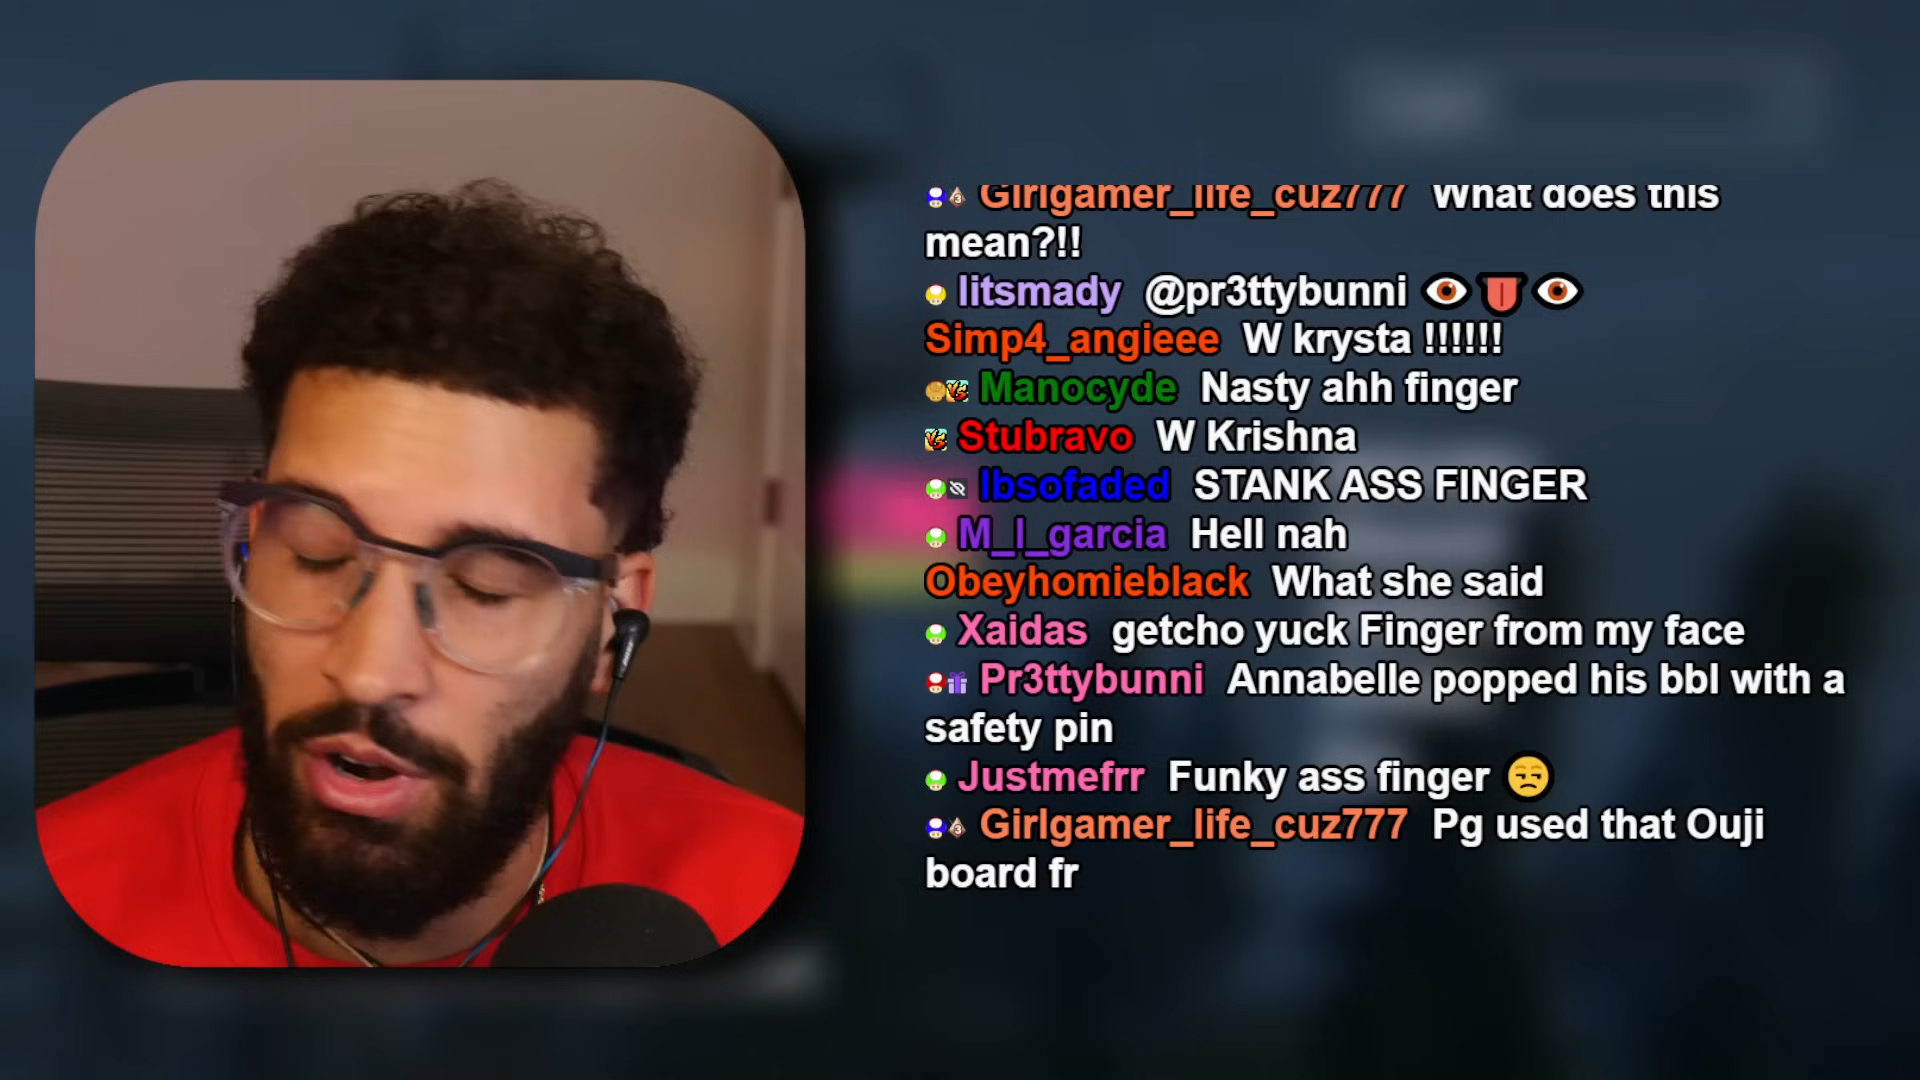 Girlgamer_life_cuz777 What does this
mean?!!
Iitsmady @pr3ttybunni 👁👅👁
Simp4_angieee W krysta !!!!!!
Manocyde Nasty ahh finger
Stubravo W Krishna
Ibsofaded STANK ASS FINGER
M_l_garcia Hell nah
Obeyhomieblack What she said
Xaidas getcho yuck Finger from my face
Pr3ttybunni Annabelle popped his bbl with a
safety pin
Justmefrr Funky ass finger 😒
Girlgamer_life_cuz777 Pg used that Ouji
board fr